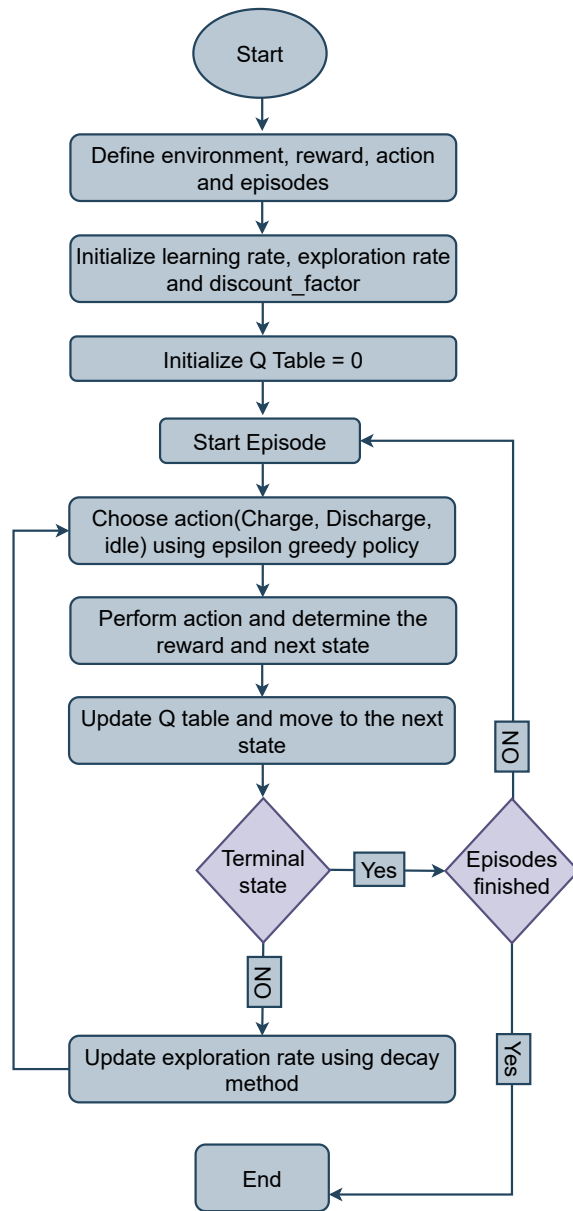 Start
Define environment, reward, action
and episodes
Initialize learning rate, exploration rate
and discount_factor
Initialize Q Table = 0
Start Episode
Choose action(Charge, Discharge,
idle) using epsilon greedy policy
Perform action and determine the
reward and next state
Update Q table and move to the next
state
NO
Terminal
state
Yes
Episodes
finished
NO
Update exploration rate using decay
method
Yes
End